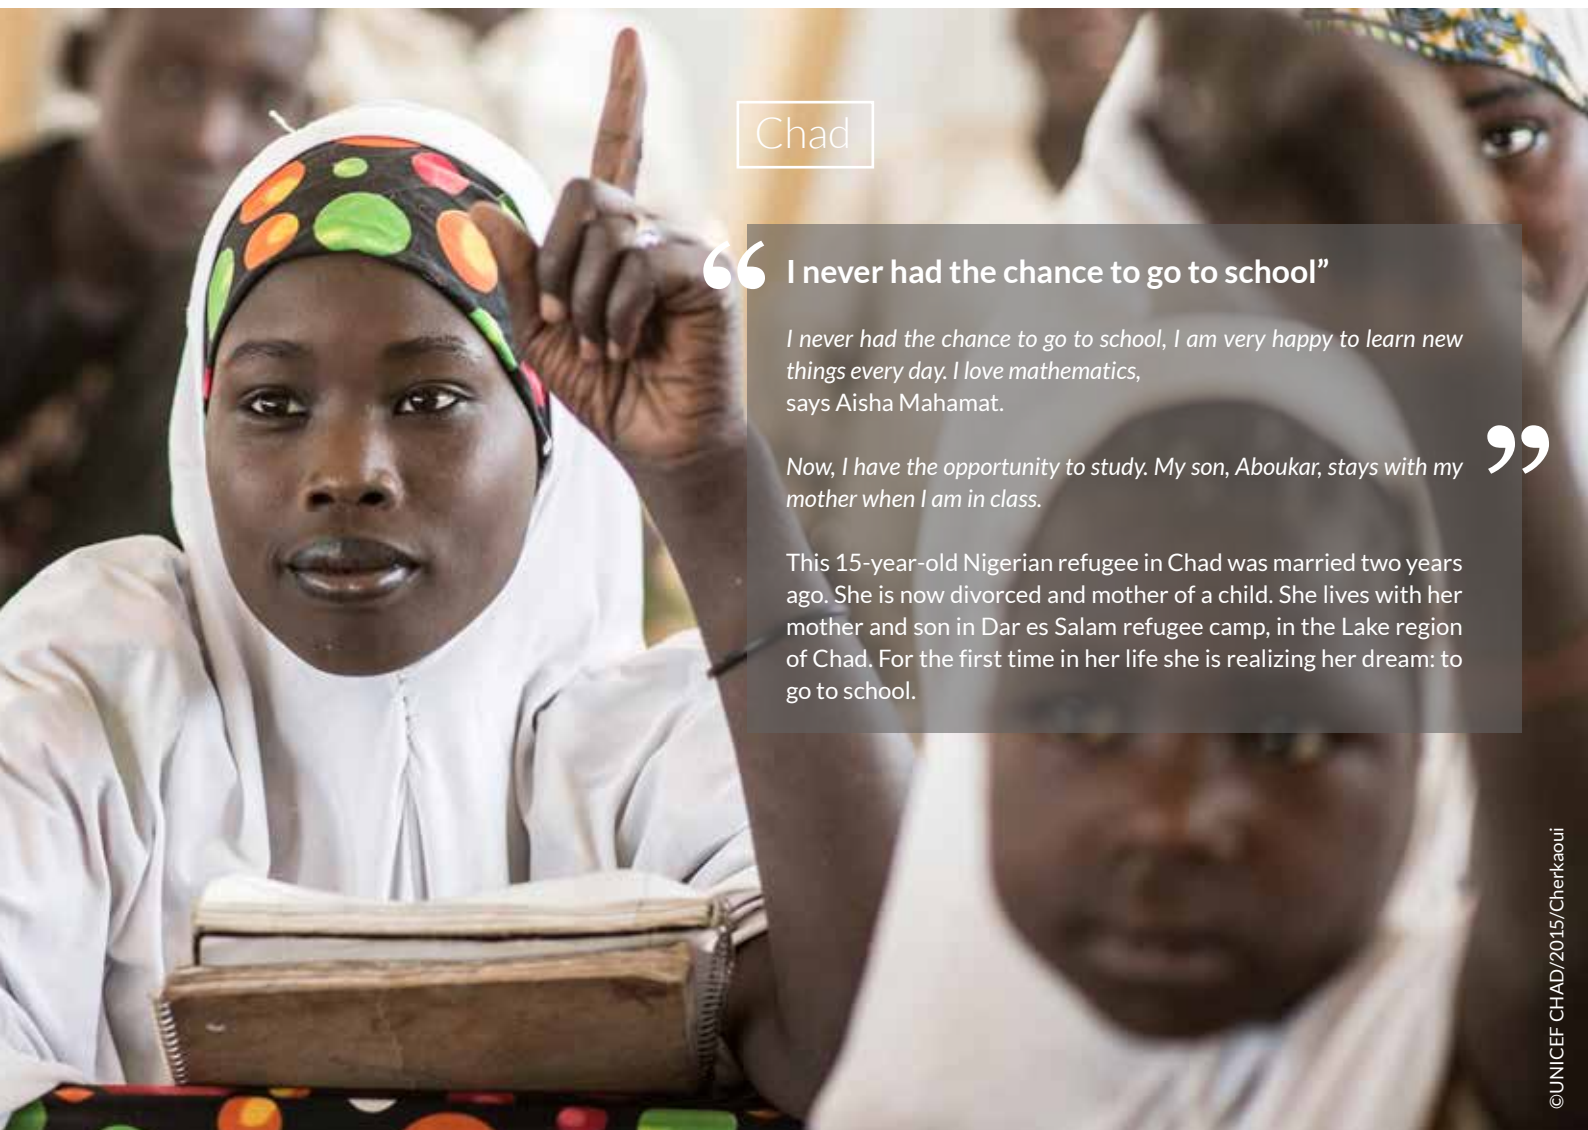 Chad
“ I never had the chance to go to school”
I never had the chance to go to school, I am very happy to learn new
things every day. I love mathematics,
says Aisha Mahamat.
Now, I have the opportunity to study. My son, Aboukar, stays with my
mother when I am in class.
”
This 15-year-old Nigerian refugee in Chad was married two years
ago. She is now divorced and mother of a child. She lives with her
mother and son in Dar es Salam refugee camp, in the Lake region
of Chad. For the first time in her life she is realizing her dream: to
go to school.
©UNICEF CHAD/2015/Cherkaoui